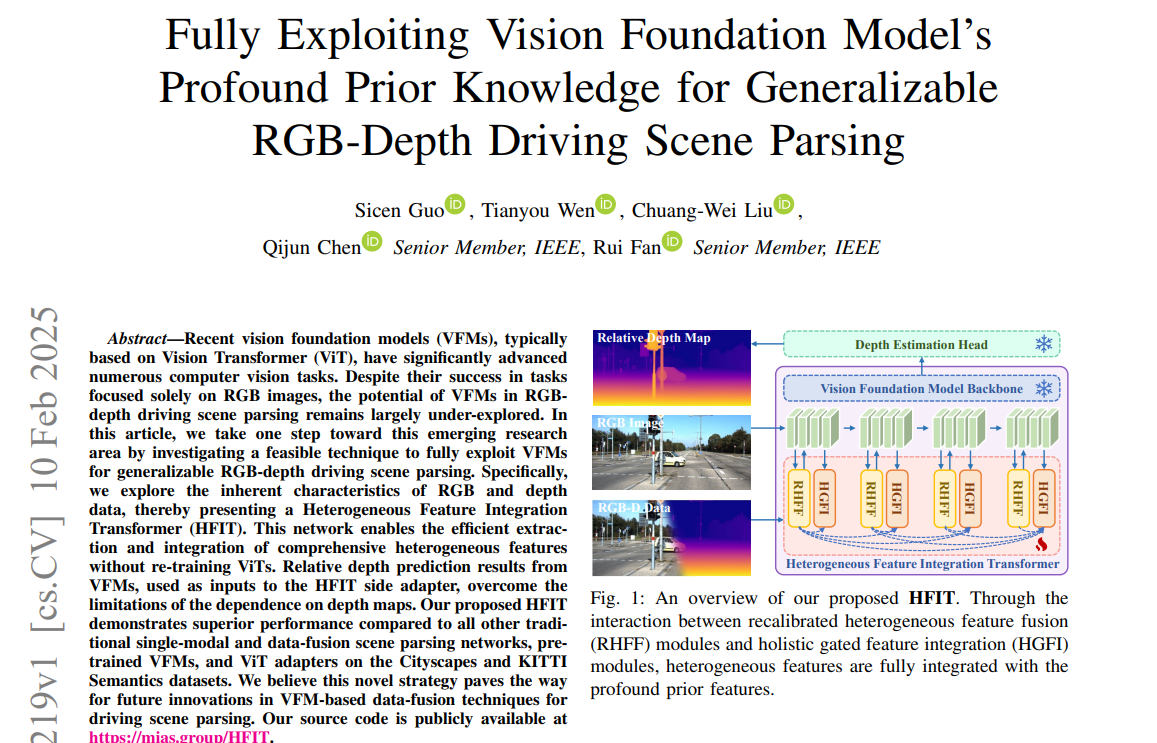 Fully Exploiting Vision Foundation Model's
Profound Prior Knowledge for Generalizable
RGB-Depth Driving Scene Parsing
Sicen Guo iD, Tianyou Wen iD, Chuang-Wei Liu iD,
Qijun Chen iD Senior Member, IEEE, Rui Fan iD Senior Member, IEEE
219v1 [cs.CV] 10 Feb 2025
Abstract—Recent vision foundation models (VFMs), typically
based on Vision Transformer (ViT), have significantly advanced
numerous computer vision tasks. Despite their success in tasks
focused solely on RGB images, the potential of VFMs in RGB-
depth driving scene parsing remains largely under-explored. In
this article, we take one step toward this emerging research
area by investigating a feasible technique to fully exploit VFMs
for generalizable RGB-depth driving scene parsing. Specifically,
we explore the inherent characteristics of RGB and depth
data, thereby presenting a Heterogeneous Feature Integration
Transformer (HFIT). This network enables the efficient extrac-
tion and integration of comprehensive heterogeneous features
without re-training ViTs. Relative depth prediction results from
VFMs, used as inputs to the HFIT side adapter, overcome the
limitations of the dependence on depth maps. Our proposed HFIT
demonstrates superior performance compared to all other tradi-
tional single-modal and data-fusion scene parsing networks, pre-
trained VFMs, and ViT adapters on the Cityscapes and KITTI
Semantics datasets. We believe this novel strategy paves the way
for future innovations in VFM-based data-fusion techniques for
driving scene parsing. Our source code is publicly available at
https://mias.group/HFIT.
Relative Depth Map
RGB Image
RGB-D Data
Depth Estimation Head
Vision Foundation Model Backbone
RHFF
HGFI
RHFF
HGFI
RHFF
HGFI
RHFF
HGFI
Heterogeneous Feature Integration Transformer
Fig. 1: An overview of our proposed HFIT. Through the
interaction between recalibrated heterogeneous feature fusion
(RHFF) modules and holistic gated feature integration (HGFI)
modules, heterogeneous features are fully integrated with the
profound prior features.